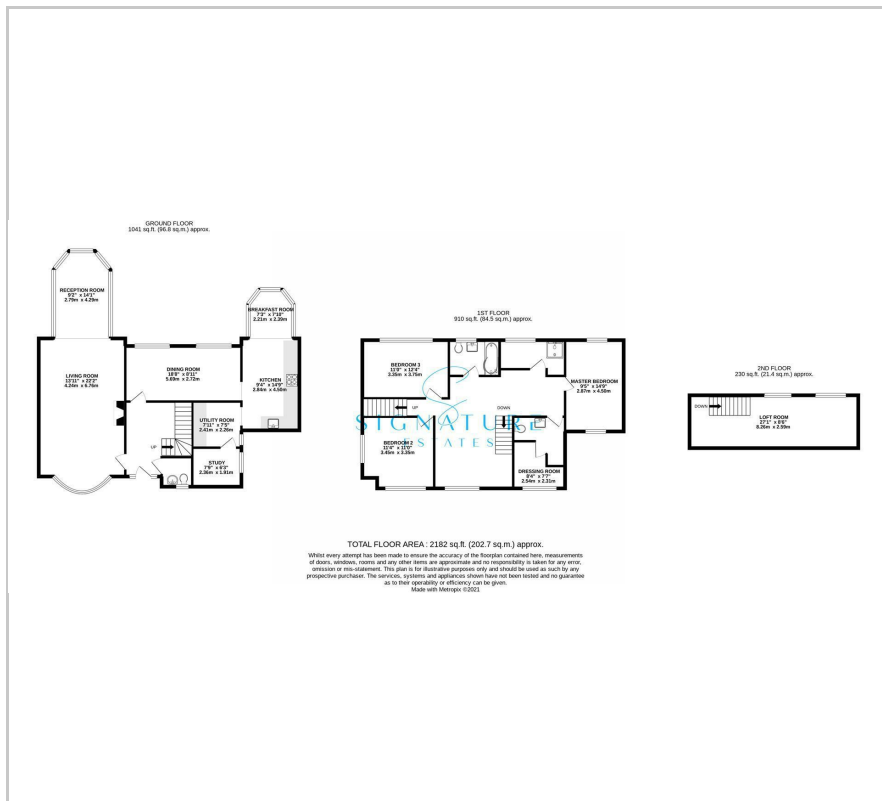 GROUND FLOOR
1041 sq.ft. (96.8 sq.m.) approx.
RECEPTION ROOM
9'2" x 14'1"
2.79m x 4.29m
BREAKFAST ROOM
7'3" x 7'10"
2.21m x 2.39m
LIVING ROOM
13'11" x 22'2"
4.24m x 6.76m
DINING ROOM
18'8" x 8'11"
5.69m x 2.72m
KITCHEN
9'4" x 14'9"
2.84m x 4.50m
UTILITY ROOM
7'11" x 7'5"
2.41m x 2.26m
UP
STUDY
7'9" x 6'3"
2.36m x 1.91m
1ST FLOOR
910 sq.ft. (84.5 sq.m.) approx.
BEDROOM 3
11'0" x 12'4"
3.35m x 3.75m
MASTER BEDROOM
9'5" x 14'9"
2.87m x 4.50m
UP
DOWN
SIGNATURE
ESTATES
BEDROOM 2
11'4" x 11'0"
3.45m x 3.35m
DRESSING ROOM
8'4" x 7'7"
2.54m x 2.31m
2ND FLOOR
230 sq.ft. (21.4 sq.m.) approx.
DOWN
LOFT ROOM
27'1" x 8'6"
8.26m x 2.59m
TOTAL FLOOR AREA : 2182 sq.ft. (202.7 sq.m.) approx.
Whilst every attempt has been made to ensure the accuracy of the floorplan contained here, measurements
of doors, windows, rooms and any other items are approximate and no responsibility is taken for any error,
omission or mis-statement. This plan is for illustrative purposes only and should be used as such by any
prospective purchaser. The services, systems and appliances shown have not been tested and no guarantee
as to their operability or efficiency can be given.
Made with Metropix ©2021